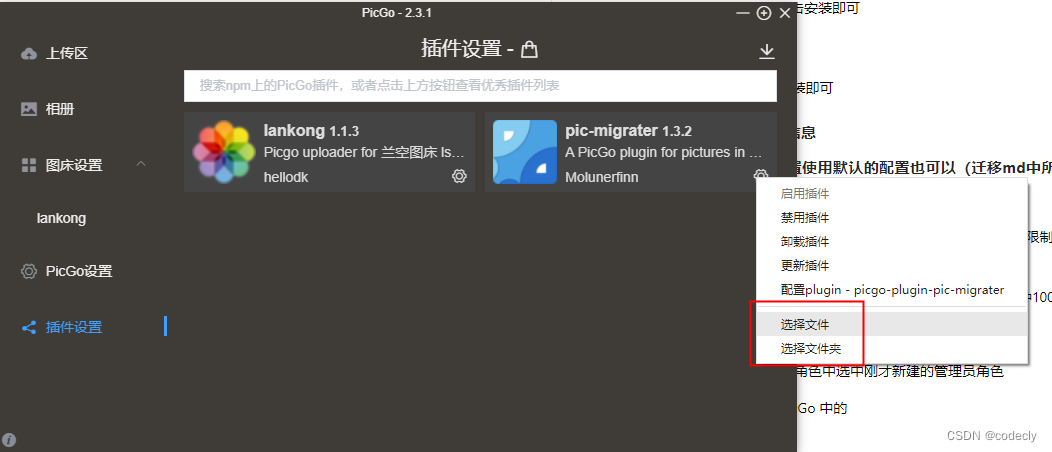 PicGo - 2.3.1
击安装即可
上传区
插件设置 -
搜索npm上的PicGo插件，或者点击上方按钮查看优秀插件列表
装即可
相册
lankong 1.1.3
pic-migrater 1.3.2
信息
Picgo uploader for 兰空图床 ls...
A PicGo plugin for pictures in ...
图床设置
置使用默认的配置也可以（迁移md中所
hellodk
Molunerfinn
启用插件
lankong
禁用插件
限制
卸载插件
更新插件
PicGo设置
配置plugin - picgo-plugin-pic-migrater
100
插件设置
选择文件
选择文件夹
角色中选中刚才新建的管理员角色
Go 中的
CSDN @codecly